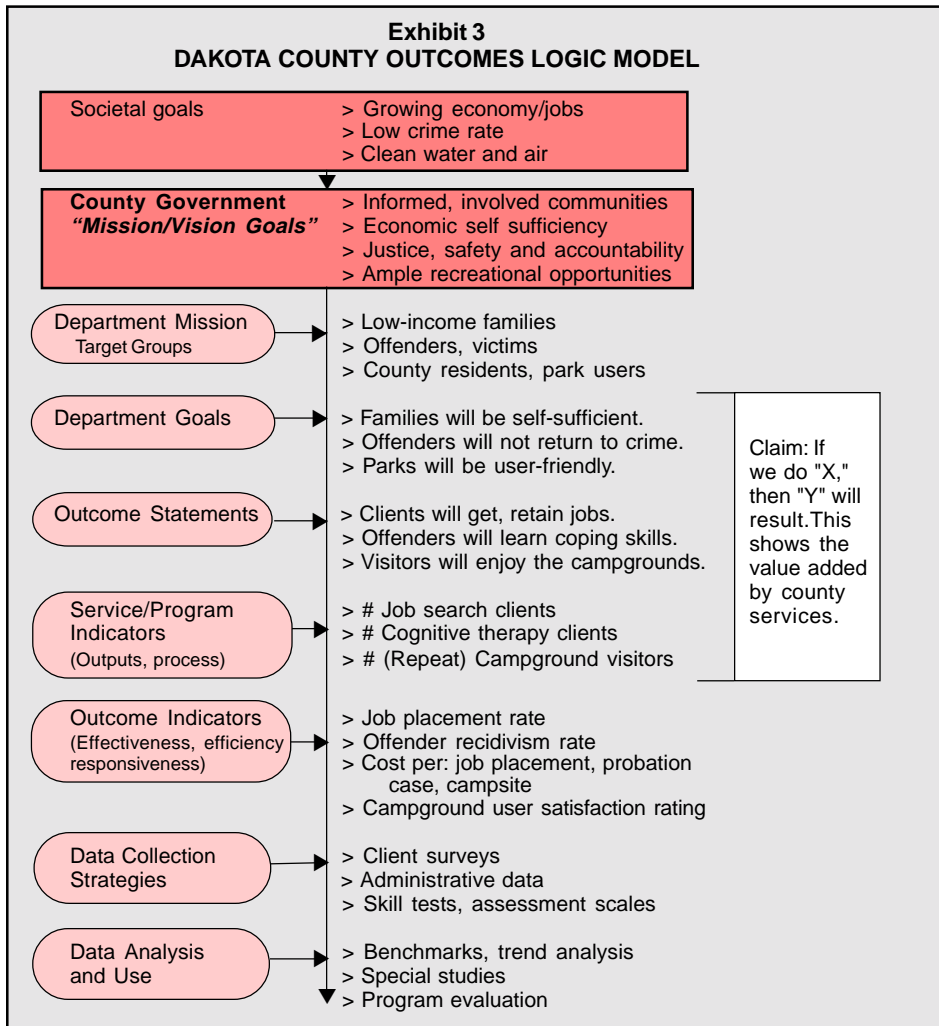 Exhibit 3
DAKOTA COUNTY OUTCOMES LOGIC MODEL
Societal goals
> Growing economy/jobs
> Low crime rate
> Clean water and air
County Government
“Mission/Vision Goals”
> Informed, involved communities
> Economic self sufficiency
> Justice, safety and accountability
> Ample recreational opportunities
Department Mission
Target Groups
> Low-income families
> Offenders, victims
> County residents, park users
Department Goals
> Families will be self-sufficient.
> Offenders will not return to crime.
> Parks will be user-friendly.
Outcome Statements
> Clients will get, retain jobs.
> Offenders will learn coping skills.
> Visitors will enjoy the campgrounds.
Service/Program
Indicators
(Outputs, process)
> # Job search clients
> # Cognitive therapy clients
> # (Repeat) Campground visitors
Claim: If
we do "X,"
then "Y" will
result.This
shows the
value added
by county
services.
Outcome Indicators
(Effectiveness, efficiency
responsiveness)
> Job placement rate
> Offender recidivism rate
> Cost per: job placement, probation
case, campsite
> Campground user satisfaction rating
Data Collection
Strategies
> Client surveys
> Administrative data
> Skill tests, assessment scales
Data Analysis
and Use
> Benchmarks, trend analysis
> Special studies
> Program evaluation